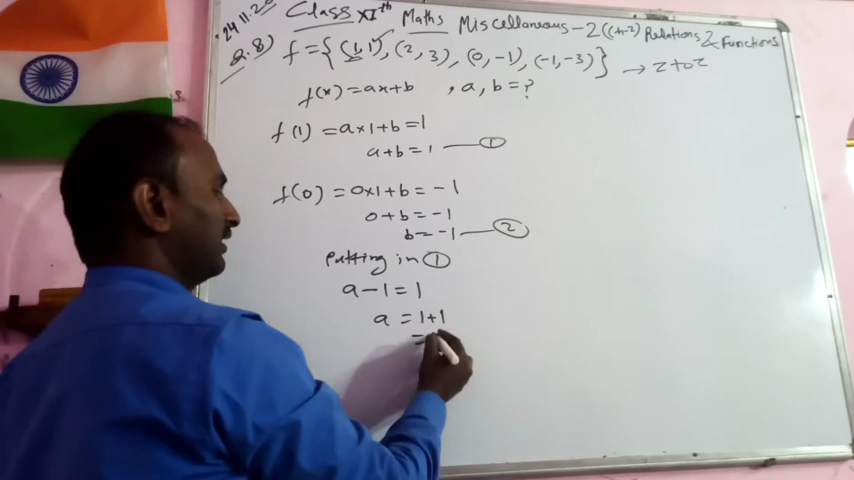 24.11.20 Class XIth Maths Miscellaneous - 2 (Ch-2) Relations & Functions
Q.8) f = {(1,1), (2, 3), (0, -1), (-1, -3)} → Z to Z
f(x) = ax+b , a, b = ?
f(1) = a×1+b = 1
a+b = 1 — ①
f(0) = 0×1+b = -1
0+b = -1
b = -1 — ②
Putting in ①
a-1 = 1
a = 1+1
=